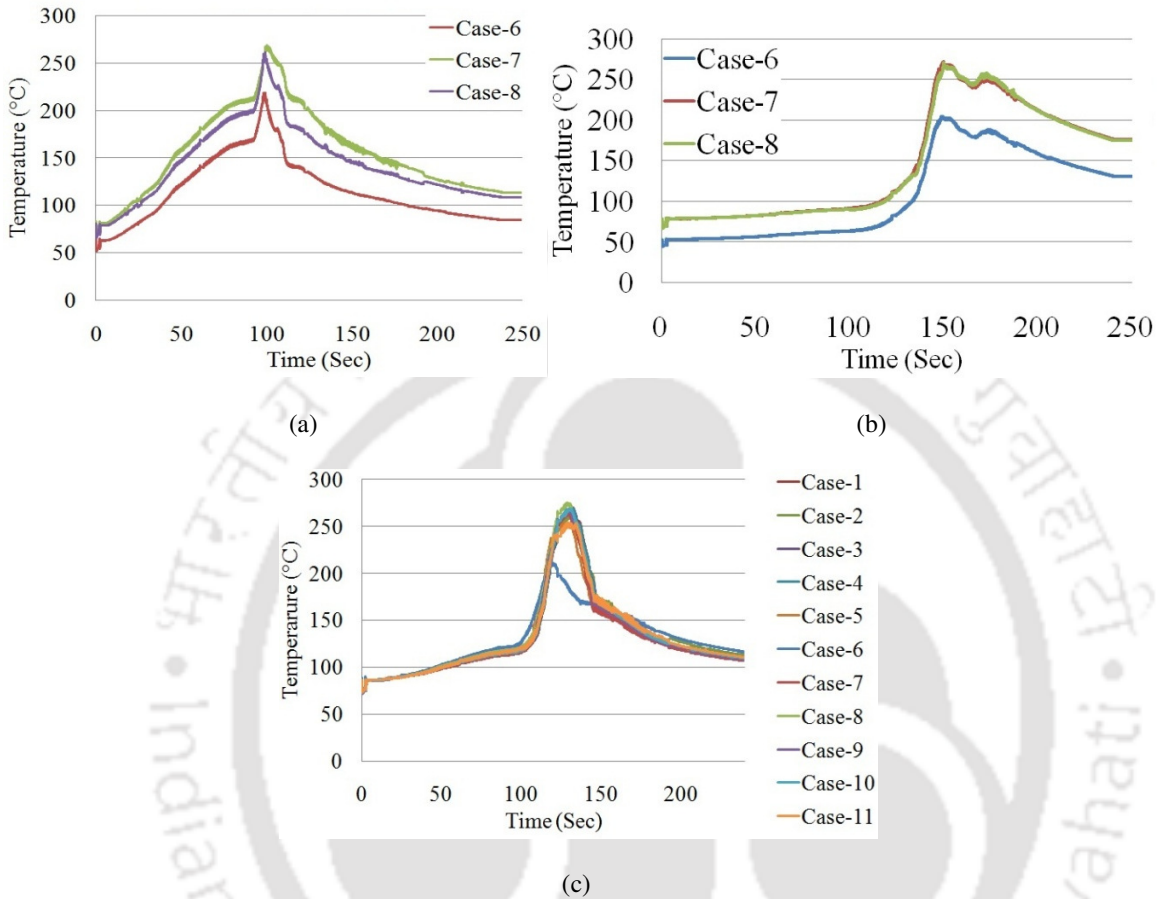 300
250
200
150
100
50
0
Temperature (°C)
Case-6
Case-7
Case-8
0 50 100 150 200 250
Time (Sec)
300
250
200
150
100
50
0
Temperature (°C)
Case-6
Case-7
Case-8
0 50 100 150 200 250
Time (Sec)
(a) (b)
300
250
200
150
100
50
0
Temperarure (°C)
Case-1
Case-2
Case-3
Case-4
Case-5
Case-6
Case-7
Case-8
Case-9
Case-10
Case-11
0 50 100 150 200
Time (Sec)
(c)